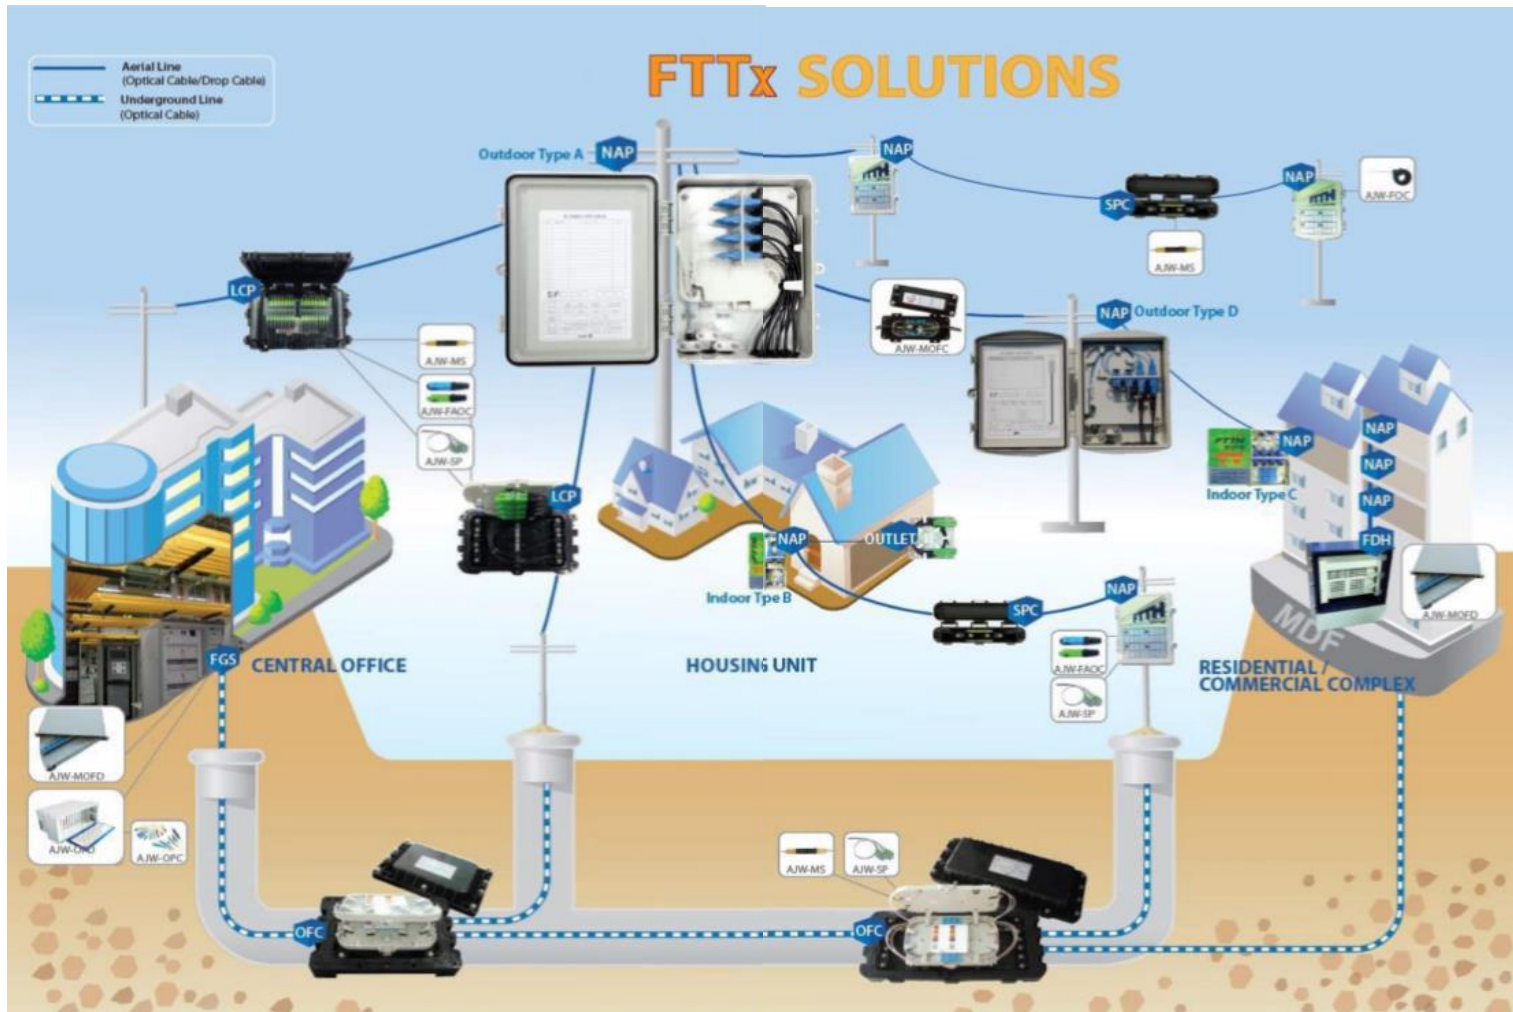 FTTx SOLUTIONS
Aerial Line
(Optical Cable/Drop Cable)
Underground Line
(Optical Cable)
Outdoor Type A
NAP
NAP
SPC
AJW-MS
NAP
AJW-FOC
LCP
AJW-MS
AJW-FAOC
AJW-SP
LCP
AJW-MOFC
NAP
Outdoor Type D
NAP
Indoor Type C
NAP
NAP
NAP
FDH
AJW-MOFD
MDF
NAP
Indoor Type B
OUTLET
SPC
NAP
AJW-FAOC
AJW-SP
FGS
CENTRAL OFFICE
HOUSING UNIT
RESIDENTIAL /
COMMERCIAL COMPLEX
AJW-MOFD
AJW-OFD
AJW-OPC
OFC
AJW-MS
AJW-SP
OFC